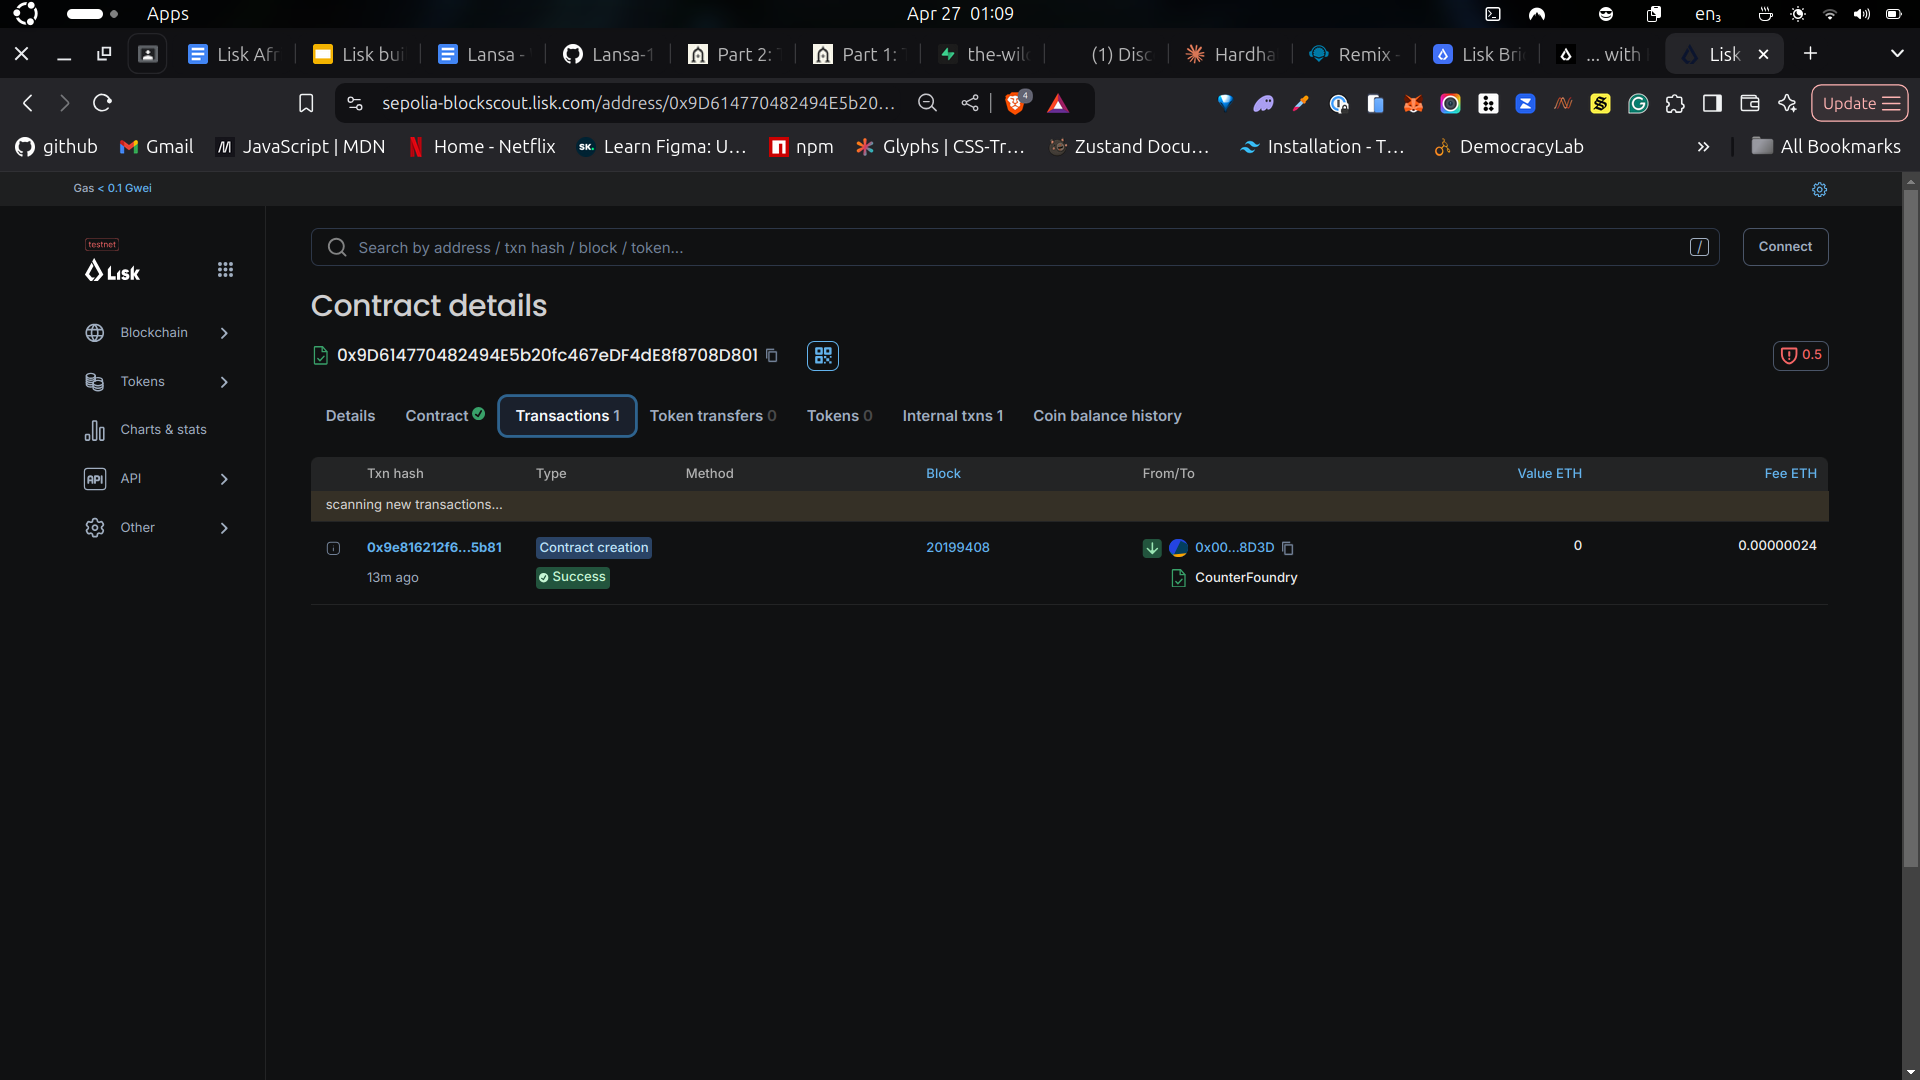 Apps
Apr 27 01:09
en₃
Lisk Afr
Lisk bui
Lansa -
Lansa-1
Part 2:
Part 1:
the-wil
(1) Disc
Hardha
Remix -
Lisk Bri
... with
Lisk
sepolia-blockscout.lisk.com/address/0x9D614770482494E5b20...
4
Update
github
Gmail
JavaScript | MDN
Home - Netflix
Learn Figma: U...
npm
Glyphs | CSS-Tr...
Zustand Docu...
Installation - T...
DemocracyLab
All Bookmarks
Gas < 0.1 Gwei
testnet
Lisk
Search by address / txn hash / block / token...
/
Connect
Blockchain
Tokens
Charts & stats
API
Other
Contract details
0x9D614770482494E5b20fc467eDF4dE8f8708D801
0.5
Details
Contract
Transactions 1
Token transfers 0
Tokens 0
Internal txns 1
Coin balance history
Txn hash
Type
Method
Block
From/To
Value ETH
Fee ETH
scanning new transactions...
0x9e816212f6...5b81
Contract creation
20199408
0x00...8D3D
0
0.00000024
13m ago
Success
CounterFoundry